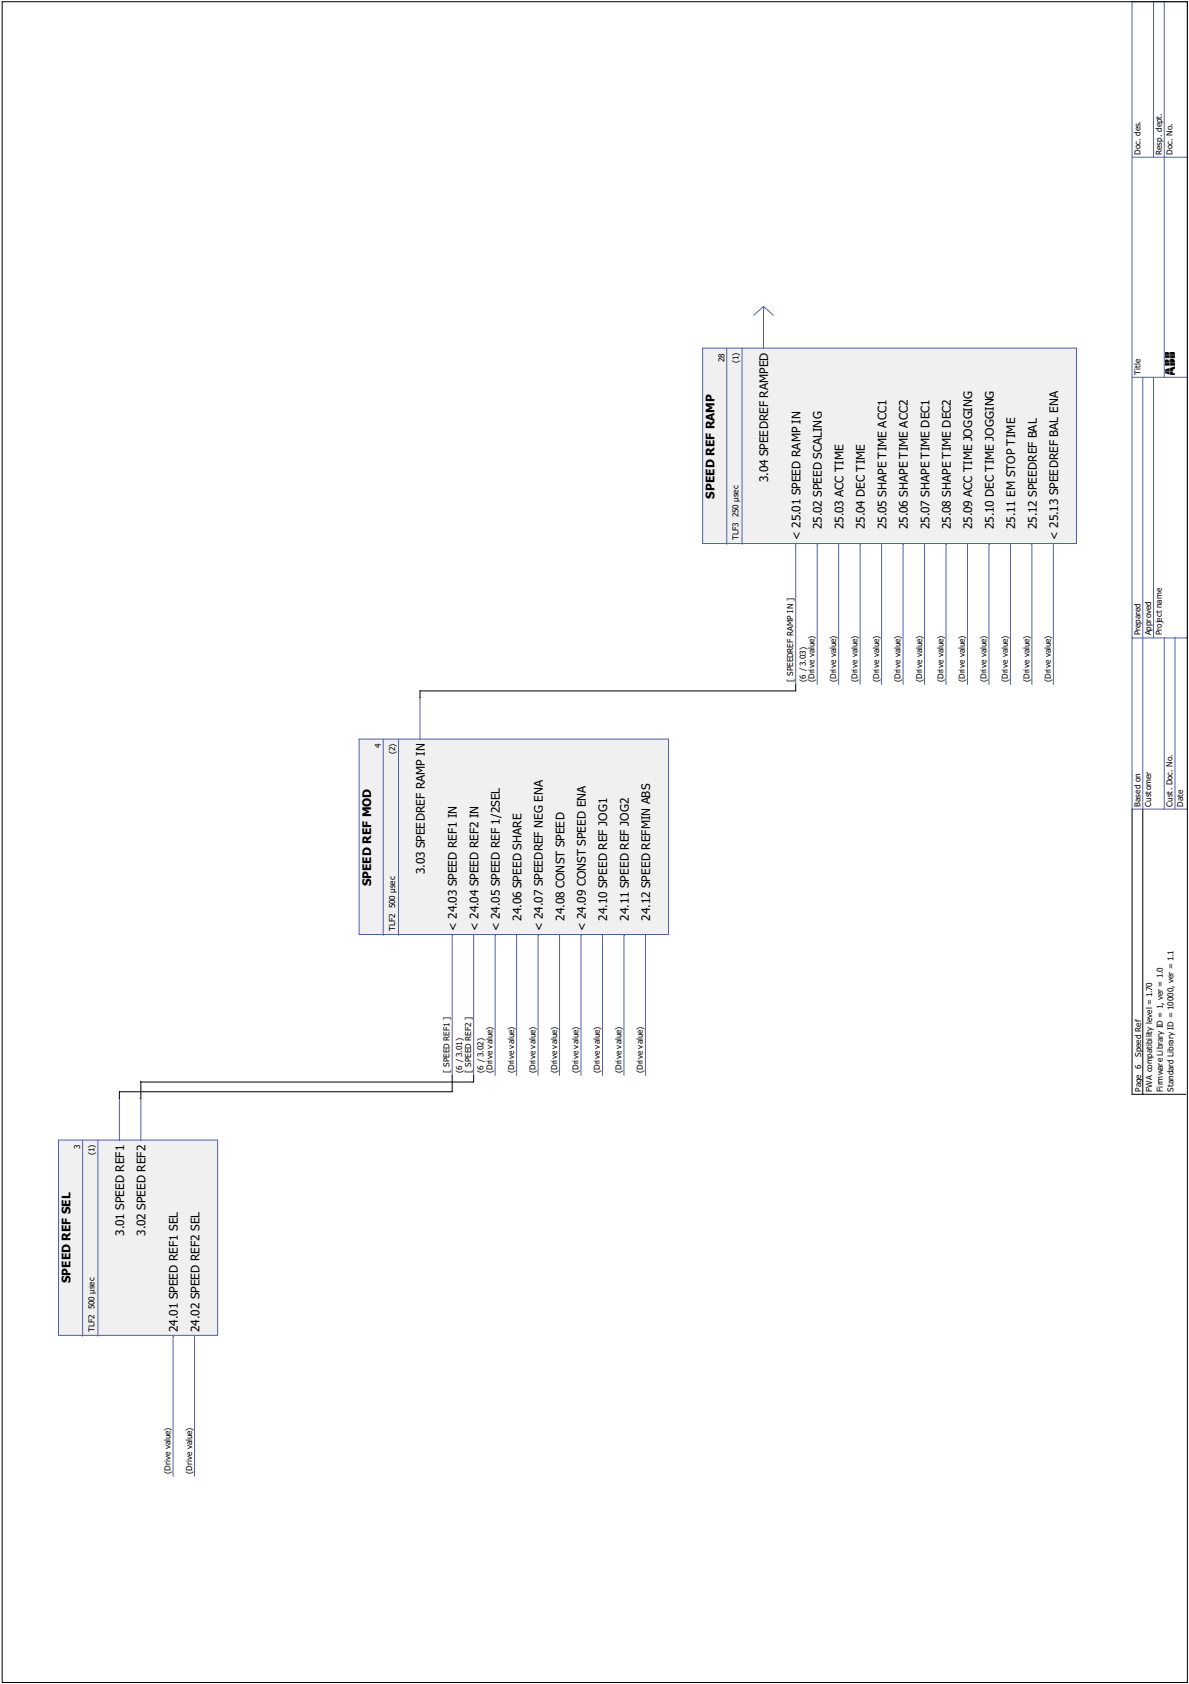 SPEED REF SEL
3
TLF2 500 µsec
(1)
3.01 SPEED REF1
3.02 SPEED REF2
24.01 SPEED REF1 SEL
24.02 SPEED REF2 SEL
(Drive value)
(Drive value)
SPEED REF MOD
4
TLF2 500 µsec
(2)
3.03 SPEEDREF RAMP IN
< 24.03 SPEED REF1 IN
< 24.04 SPEED REF2 IN
< 24.05 SPEED REF 1/2SEL
24.06 SPEED SHARE
< 24.07 SPEEDREF NEG ENA
24.08 CONST SPEED
< 24.09 CONST SPEED ENA
24.10 SPEED REF JOG1
24.11 SPEED REF JOG2
24.12 SPEED REFMIN ABS
[ SPEED REF1 ]
(6 / 3.01)
[ SPEED REF2 ]
(6 / 3.02)
(Drive value)
(Drive value)
(Drive value)
(Drive value)
(Drive value)
(Drive value)
(Drive value)
(Drive value)
SPEED REF RAMP
28
TLF3 250 µsec
(1)
3.04 SPEEDREF RAMPED
< 25.01 SPEED RAMP IN
25.02 SPEED SCALING
25.03 ACC TIME
25.04 DEC TIME
25.05 SHAPE TIME ACC1
25.06 SHAPE TIME ACC2
25.07 SHAPE TIME DEC1
25.08 SHAPE TIME DEC2
25.09 ACC TIME JOGGING
25.10 DEC TIME JOGGING
25.11 EM STOP TIME
25.12 SPEEDREF BAL
< 25.13 SPEEDREF BAL ENA
[ SPEEDREF RAMP IN ]
(6 / 3.03)
(Drive value)
(Drive value)
(Drive value)
(Drive value)
(Drive value)
(Drive value)
(Drive value)
(Drive value)
(Drive value)
(Drive value)
(Drive value)
(Drive value)
Page 6 Speed Ref
FWA compatibility level = 1.70
Firmware Library ID = 1, ver = 1.0
Standard Library ID = 10000, ver = 1.1
Based on
Customer
Cust. Doc. No.
Date
Prepared
Approved
Project name
Title
ABB
Doc. des.
Resp. dept.
Doc. No.